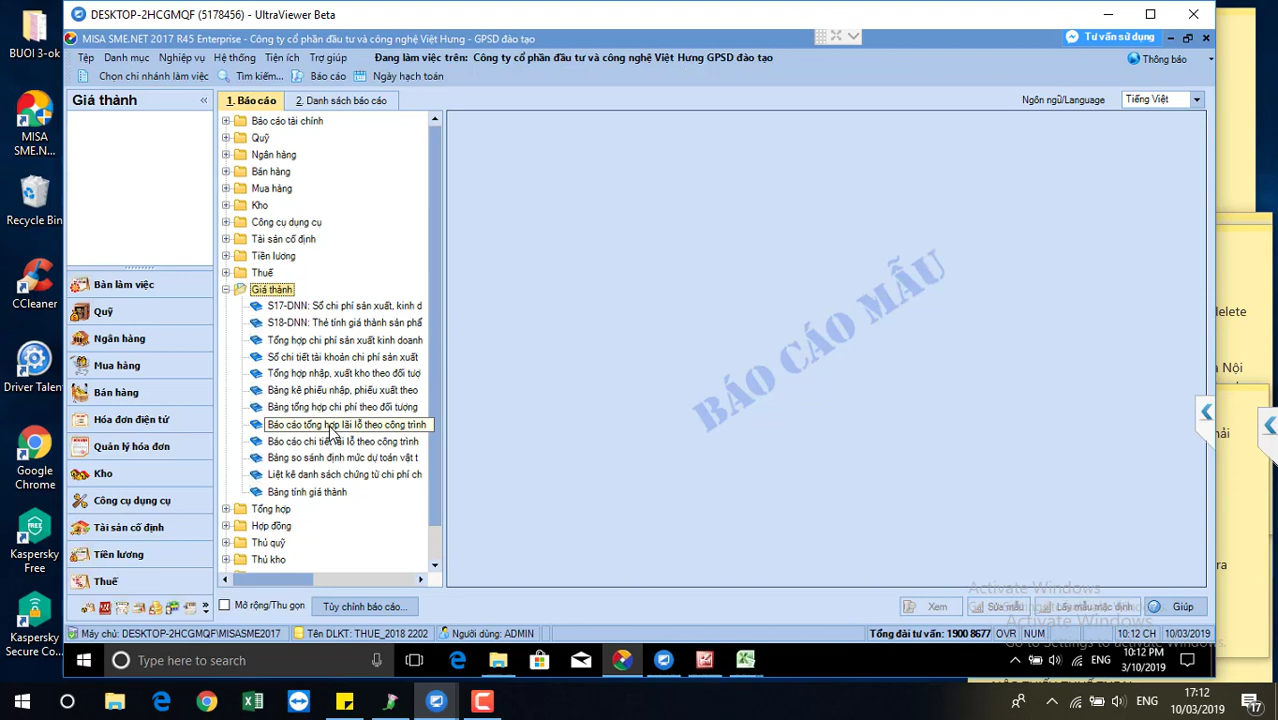 DESKTOP-2HCGMQF (5178456) - UltraViewer Beta
MISA SME.NET 2017 R45 Enterprise - Công ty cổ phần đầu tư và công nghệ Việt Hưng - GPSD đào tạo
Tư vấn sử dụng
Tệp Danh mục Nghiệp vụ Hệ thống Tiện ích Trợ giúp
Đang làm việc trên: Công ty cổ phần đầu tư và công nghệ Việt Hưng GPSD đào tạo
Thông báo
Chọn chi nhánh làm việc Tìm kiếm... Báo cáo Ngày hạch toán
Giá thành
1. Báo cáo 2. Danh sách báo cáo
Ngôn ngữ/Language Tiếng Việt
Báo cáo tài chính
Quỹ
Ngân hàng
Bán hàng
Mua hàng
Kho
Công cụ dụng cụ
Tài sản cố định
Tiền lương
Thuế
Giá thành
S17-DNN: Sổ chi phí sản xuất, kinh d
S18-DNN: Thẻ tính giá thành sản phẩ
Tổng hợp chi phí sản xuất kinh doanh
Sổ chi tiết tài khoản chi phí sản xuất
Tổng hợp nhập, xuất kho theo đối tượ
Bảng kê phiếu nhập, phiếu xuất theo
Bảng tổng hợp chi phí theo đối tượng
Báo cáo tổng hợp lãi lỗ theo công trình
Báo cáo chi tiết lãi lỗ theo công trình
Bảng so sánh định mức dự toán vật t
Liệt kê danh sách chứng từ chi phí ch
Bảng tính giá thành
Tổng hợp
Hợp đồng
Thủ quỹ
Thủ kho
Mở rộng/Thu gọn
Tùy chỉnh báo cáo...
BÁO CÁO MẪU
Xem Sửa mẫu Lấy mẫu mặc định Giúp
Bàn làm việc
Quỹ
Ngân hàng
Mua hàng
Bán hàng
Hóa đơn điện tử
Quản lý hóa đơn
Kho
Công cụ dụng cụ
Tài sản cố định
Tiền lương
Thuế
Máy chủ: DESKTOP-2HCGMQF\MISASME2017
Tên DLKT: THUE_2018 2202
Người dùng: ADMIN
Tổng đài tư vấn: 1900 8677 OVR NUM 10:12 CH 10/03/2019
Activate Windows
Activate Windows
Go to Settings to activate Windows.
Type here to search
ENG
10:12 PM
3/10/2019
BUOI 3-ok
MISA
SME.N...
Recycle Bin
CCleaner
Driver Talent
Google
Chrome
Kaspersky
Free
Kaspersky
Secure Co...
elete
Nội
ra
ENG
17:12
10/03/2019
17